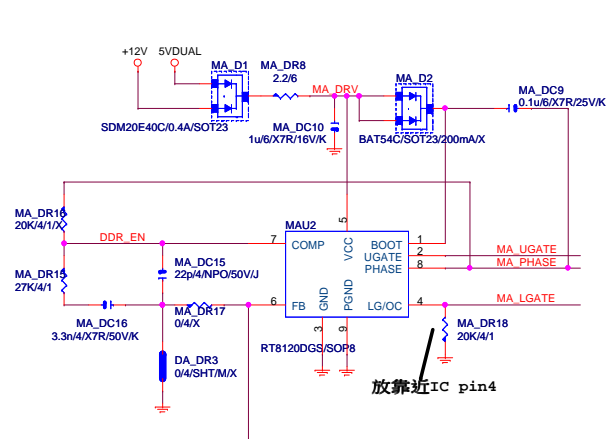 +12V
5VDUAL
MA_D1
MA_DR8
2.2/6
MA_DRV
MA_D2
MA_DC9
0.1u/6/X7R/25V/K
SDM20E40C/0.4A/SOT23
MA_DC10
1u/6/X7R/16V/K
BAT54C/SOT23/200mA/X
MA_DR16
20K/4/1/X
DDR_EN
MAU2
5
7
COMP
VCC
BOOT
1
UGATE
2
MA_UGATE
PHASE
8
MA_PHASE
MA_DC15
22p/4/NPO/50V/J
MA_DR15
27K/4/1
MA_DC16
3.3n/4/X7R/50V/K
MA_DR17
0/4/X
6
FB
GND
PGND
LG/OC
4
MA_LGATE
3
9
MA_DR18
20K/4/1
RT8120DGS/SOP8
DA_DR3
0/4/SHT/M/X
放靠近IC pin4